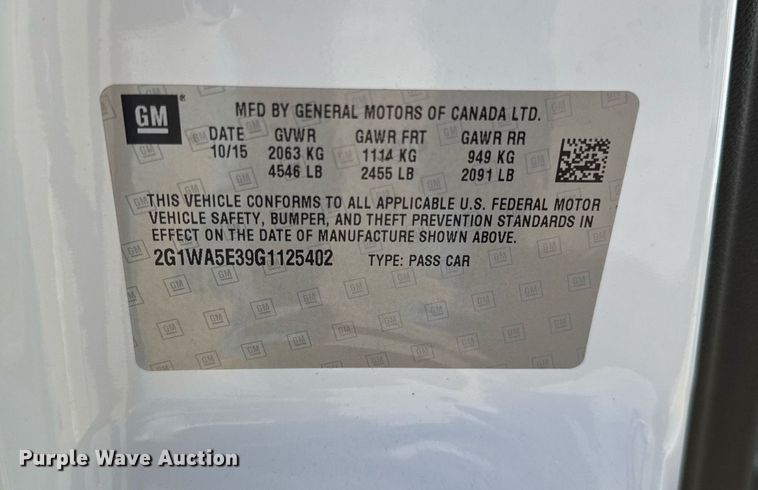 GM ® MFD BY GENERAL MOTORS OF CANADA LTD.
DATE GVWR GAWR FRT GAWR RR
10/15 2063 KG 1114 KG 949 KG
4546 LB 2455 LB 2091 LB
THIS VEHICLE CONFORMS TO ALL APPLICABLE U.S. FEDERAL MOTOR
VEHICLE SAFETY, BUMPER, AND THEFT PREVENTION STANDARDS IN
EFFECT ON THE DATE OF MANUFACTURE SHOWN ABOVE.
2G1WA5E39G1125402 TYPE: PASS CAR
Purple Wave Auction